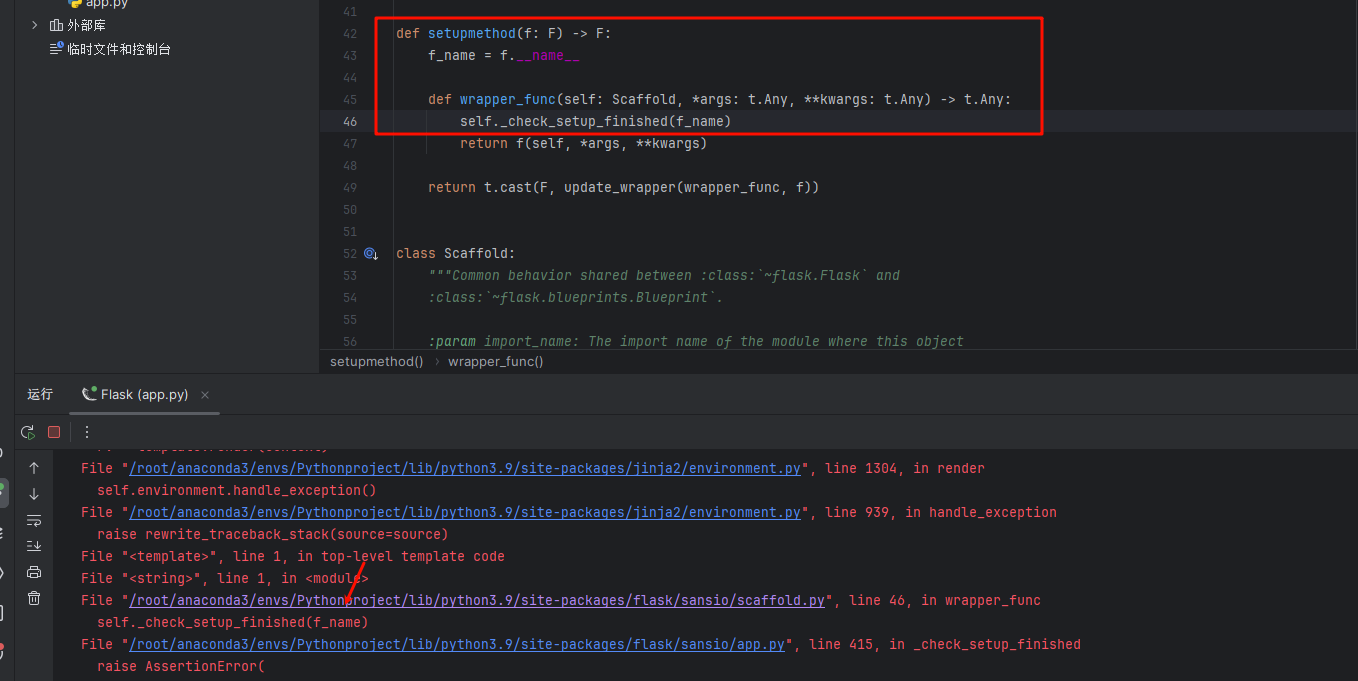 app.py
外部库
临时文件和控制台
41
42 def setupmethod(f: F) -> F:
43 f_name = f.__name__
44
45 def wrapper_func(self: Scaffold, *args: t.Any, **kwargs: t.Any) -> t.Any:
46 self._check_setup_finished(f_name)
47 return f(self, *args, **kwargs)
48
49 return t.cast(F, update_wrapper(wrapper_func, f))
50
51
52 class Scaffold:
53 """Common behavior shared between :class:`~flask.Flask` and
54 :class:`~flask.blueprints.Blueprint`.
55
56 :param import_name: The import name of the module where this object
setupmethod() › wrapper_func()
运行 Flask (app.py) ×
File "/root/anaconda3/envs/Pythonproject/lib/python3.9/site-packages/jinja2/environment.py", line 1304, in render
self.environment.handle_exception()
File "/root/anaconda3/envs/Pythonproject/lib/python3.9/site-packages/jinja2/environment.py", line 939, in handle_exception
raise rewrite_traceback_stack(source=source)
File "<template>", line 1, in top-level template code
File "<string>", line 1, in <module>
File "/root/anaconda3/envs/Pythonproject/lib/python3.9/site-packages/flask/sansio/scaffold.py", line 46, in wrapper_func
self._check_setup_finished(f_name)
File "/root/anaconda3/envs/Pythonproject/lib/python3.9/site-packages/flask/sansio/app.py", line 415, in _check_setup_finished
raise AssertionError(